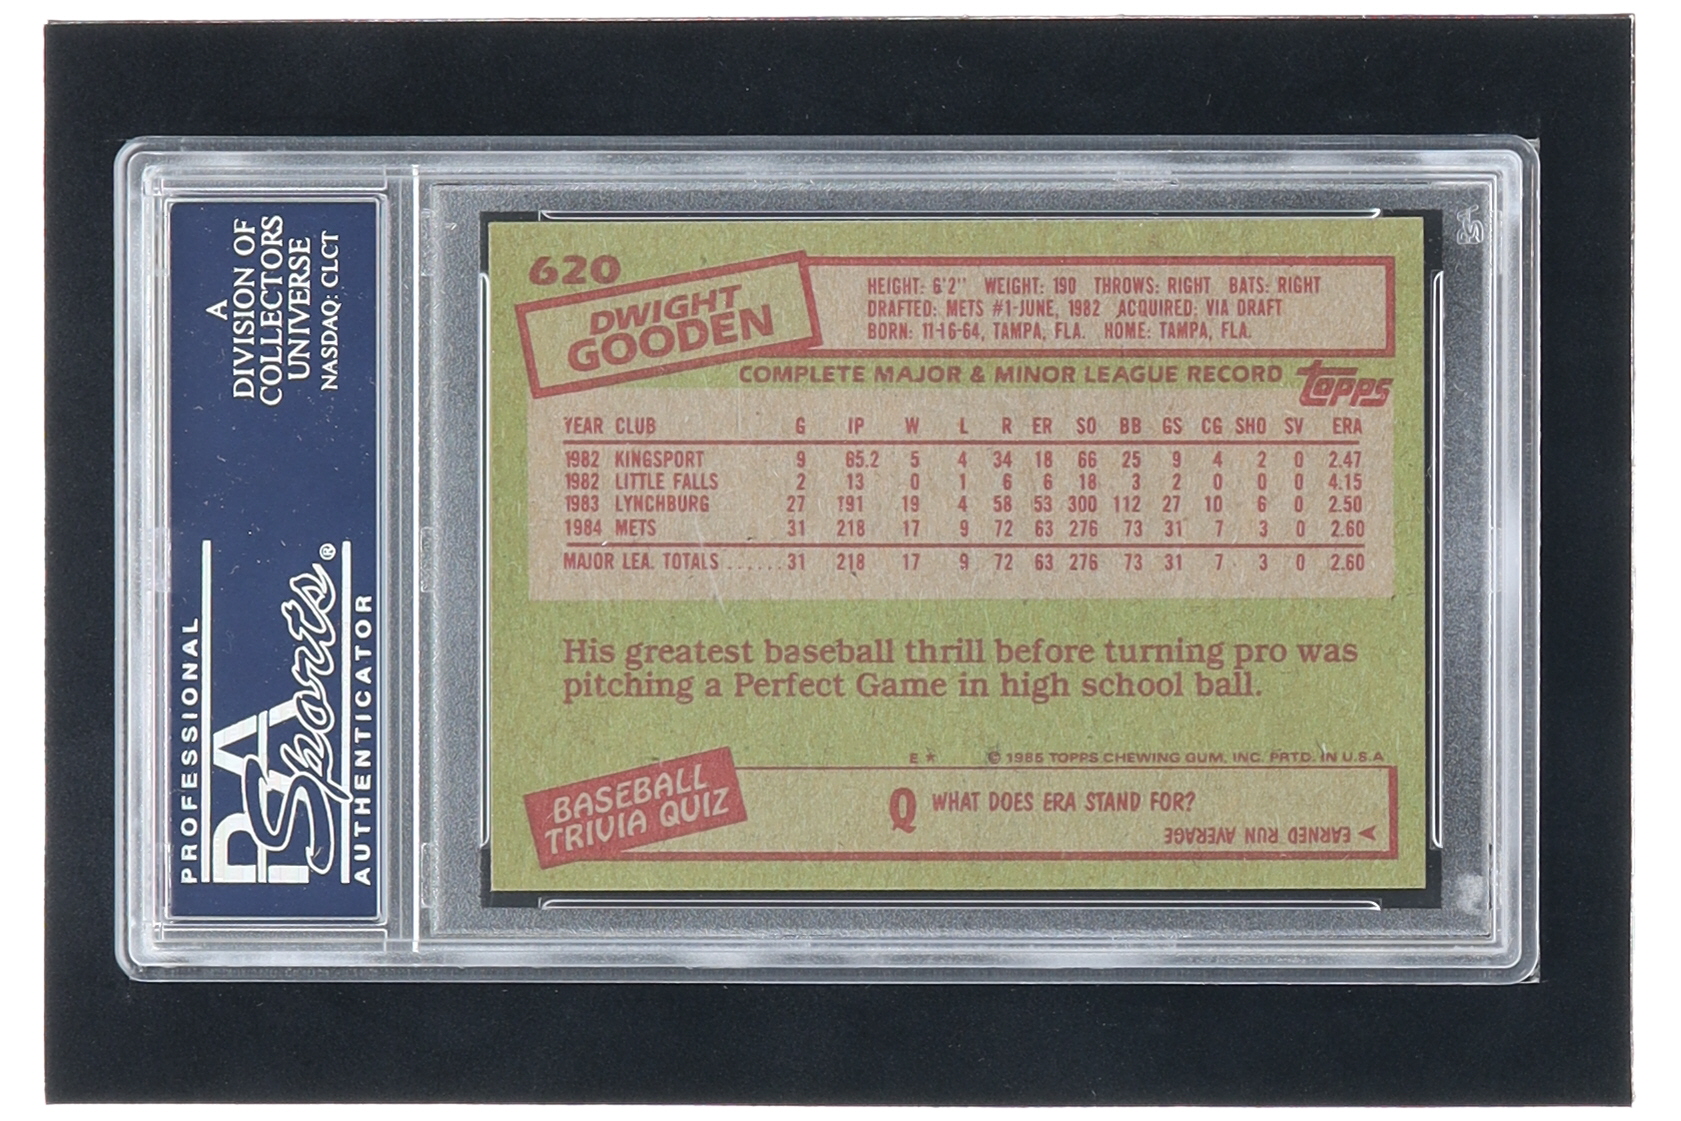 A
DIVISION OF
COLLECTORS
UNIVERSE
NASDAQ: CLCT
PROFESSIONAL
PSA
Sports®
AUTHENTICATOR
620
DWIGHT
GOODEN
HEIGHT: 6'2" WEIGHT: 190 THROWS: RIGHT BATS: RIGHT
DRAFTED: METS #1-JUNE, 1982 ACQUIRED: VIA DRAFT
BORN: 11-16-64, TAMPA, FLA. HOME: TAMPA, FLA.
COMPLETE MAJOR & MINOR LEAGUE RECORD
topps
YEAR CLUB G IP W L R ER SO BB GS CG SHO SV ERA
1982 KINGSPORT 9 65.2 5 4 34 18 66 25 9 4 2 0 2.47
1982 LITTLE FALLS 2 13 0 1 6 6 18 3 2 0 0 0 4.15
1983 LYNCHBURG 27 191 19 4 58 53 300 112 27 10 6 0 2.50
1984 METS 31 218 17 9 72 63 276 73 31 7 3 0 2.60
MAJOR LEA. TOTALS ...... 31 218 17 9 72 63 276 73 31 7 3 0 2.60
His greatest baseball thrill before turning pro was
pitching a Perfect Game in high school ball.
E * © 1985 TOPPS CHEWING GUM, INC. PRTD. IN U.S.A
BASEBALL
TRIVIA QUIZ
Q WHAT DOES ERA STAND FOR?
EARNED RUN AVERAGE
PSA